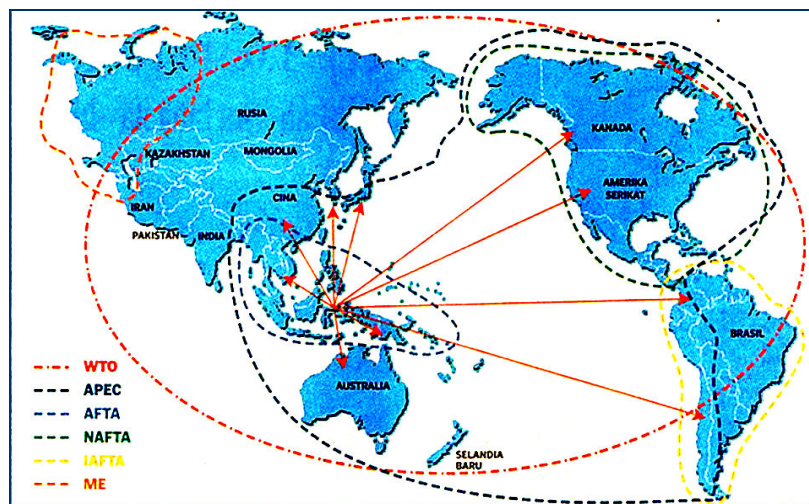 RUSIA
KANADA
KAZAKHSTAN
MONGOLIA
AMERIKA
SERIKAT
CINA
IRAN
PAKISTAN
INDIA
BRASIL
AUSTRALIA
SELANDIA
BARU
WTO
APEC
AFTA
NAFTA
IAFTA
ME